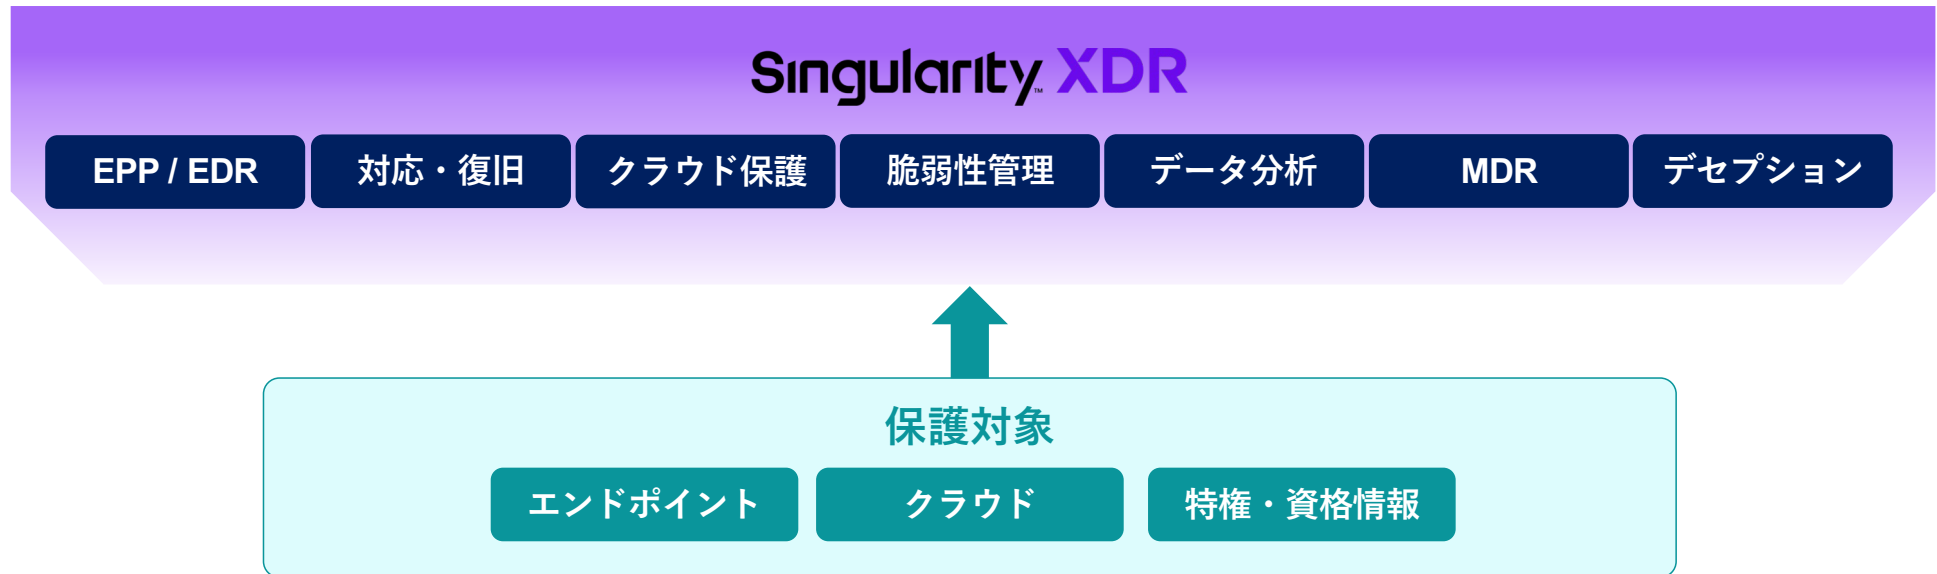 Singularity™ XDR
EPP / EDR
対応・復旧
クラウド保護
脆弱性管理
データ分析
MDR
デセプション
保護対象
エンドポイント
クラウド
特権・資格情報